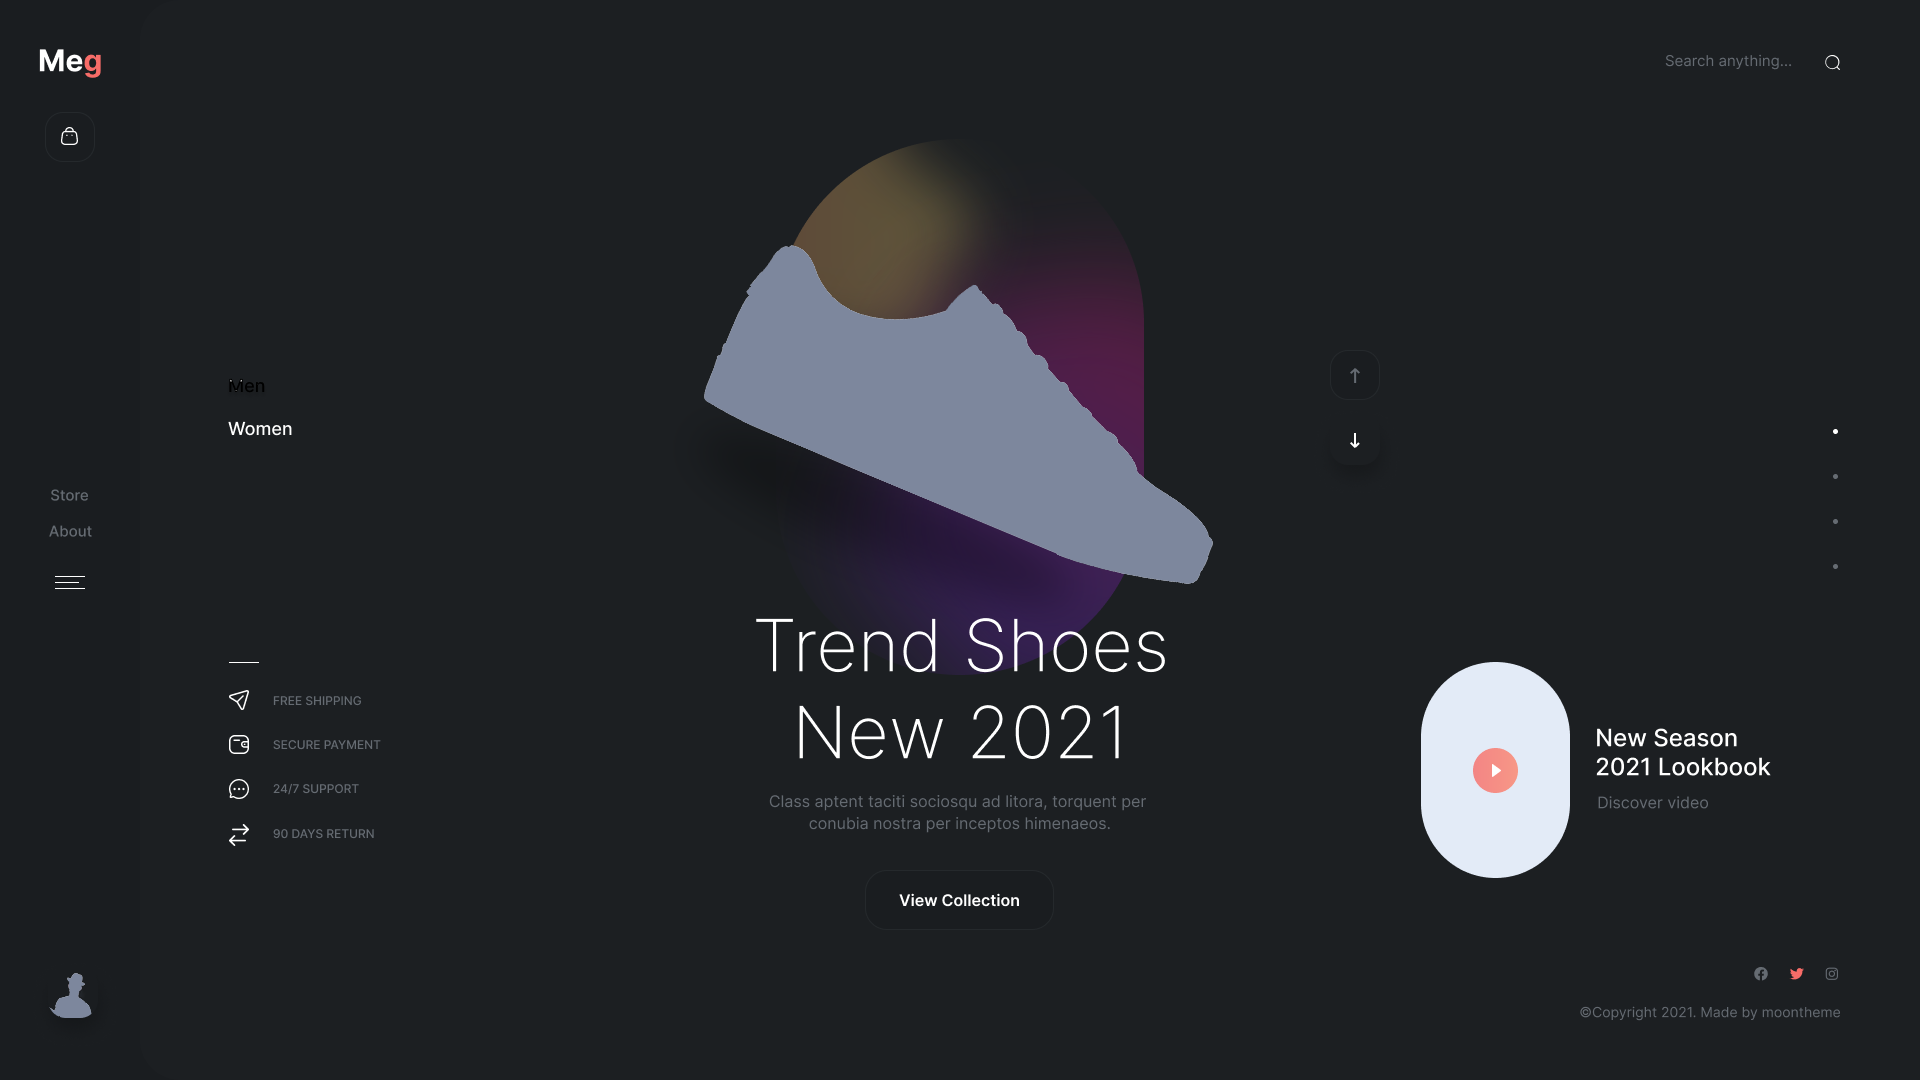 Meg
Search anything...
Men
Women
Store
About
FREE SHIPPING
SECURE PAYMENT
24/7 SUPPORT
90 DAYS RETURN
Trend Shoes
New 2021
Class aptent taciti sociosqu ad litora, torquent per
conubia nostra per inceptos himenaeos.
View Collection
New Season
2021 Lookbook
Discover video
©Copyright 2021. Made by moontheme